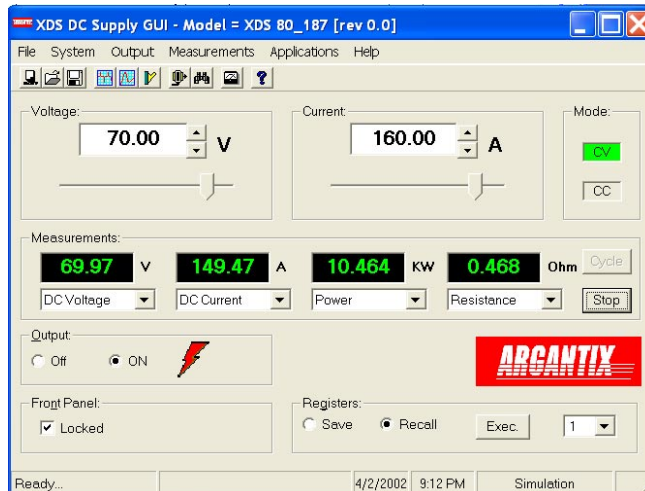 ARGANTIX XDS DC Supply GUI - Model = XDS 80_187 [rev 0.0]
File System Output Measurements Applications Help
Voltage: Current: Mode:
70.00 V 160.00 A
CV
CC
Measurements:
69.97 V 149.47 A 10.464 KW 0.468 Ohm Cycle
DC Voltage DC Current Power Resistance Stop
Output:
Off ON
ARGANTIX
Front Panel: Registers:
Locked Save Recall Exec. 1
Ready... 4/2/2002 9:12 PM Simulation